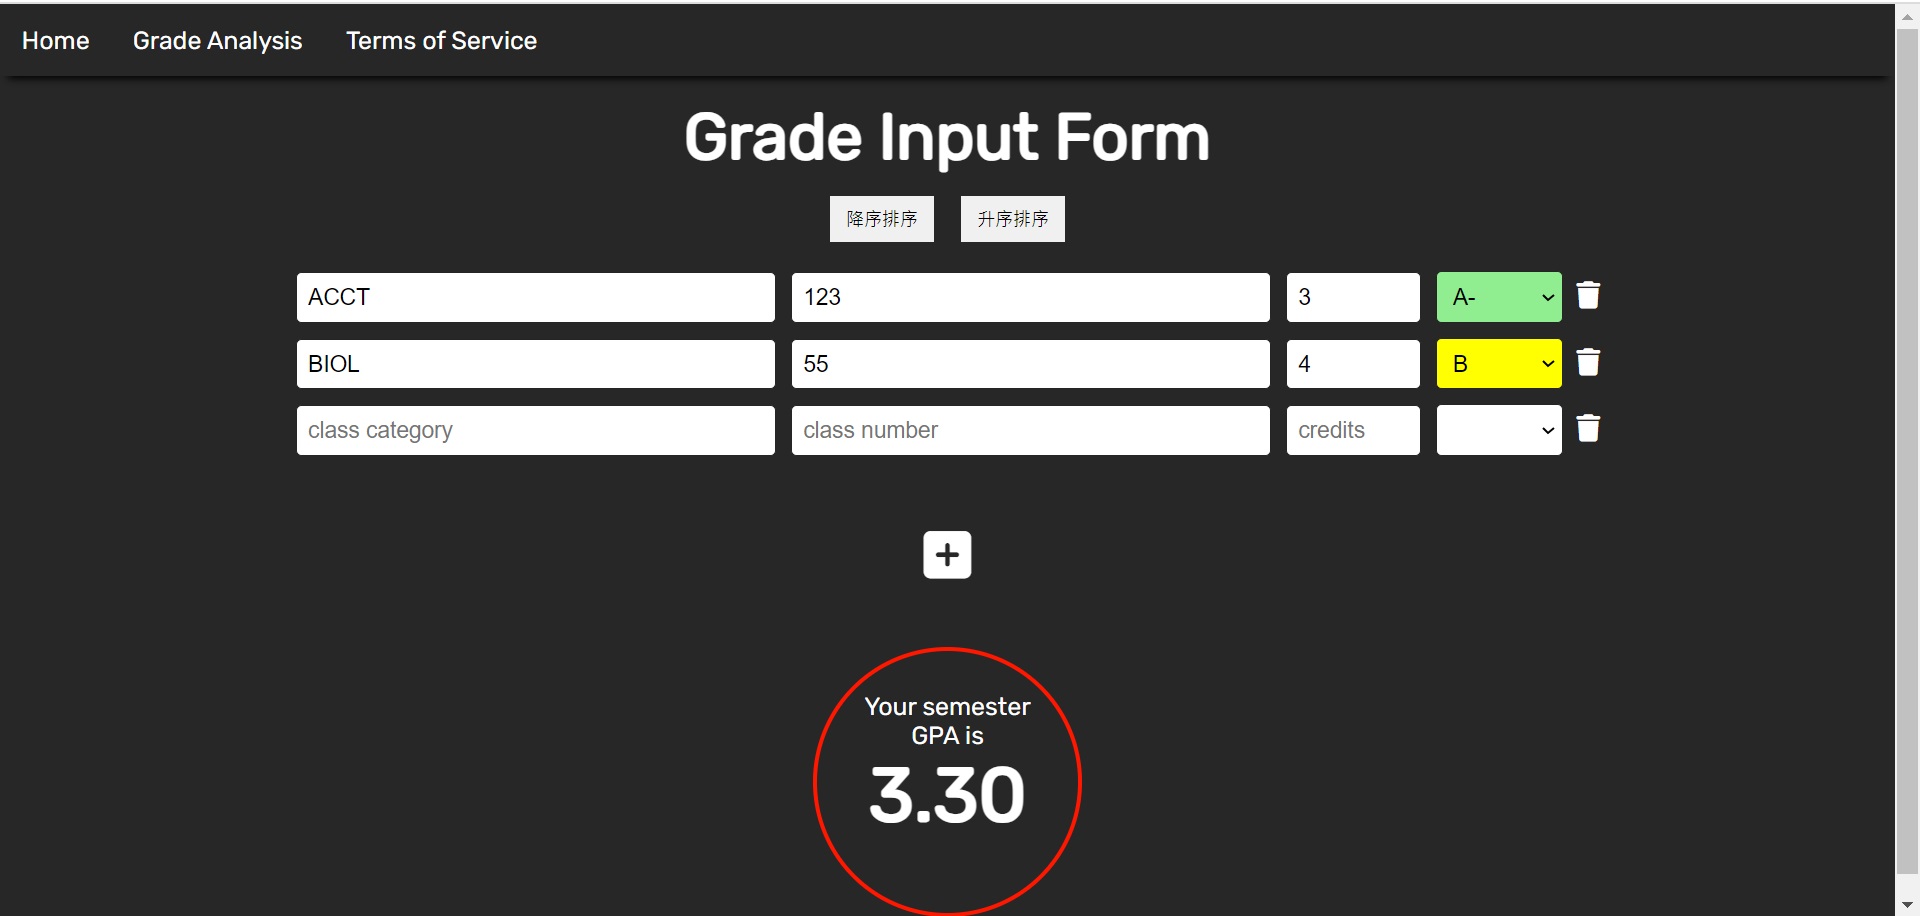 Home Grade Analysis Terms of Service
Grade Input Form
降序排序 升序排序
ACCT 123 3 A-
BIOL 55 4 B
class category class number credits
Your semester
GPA is
3.30